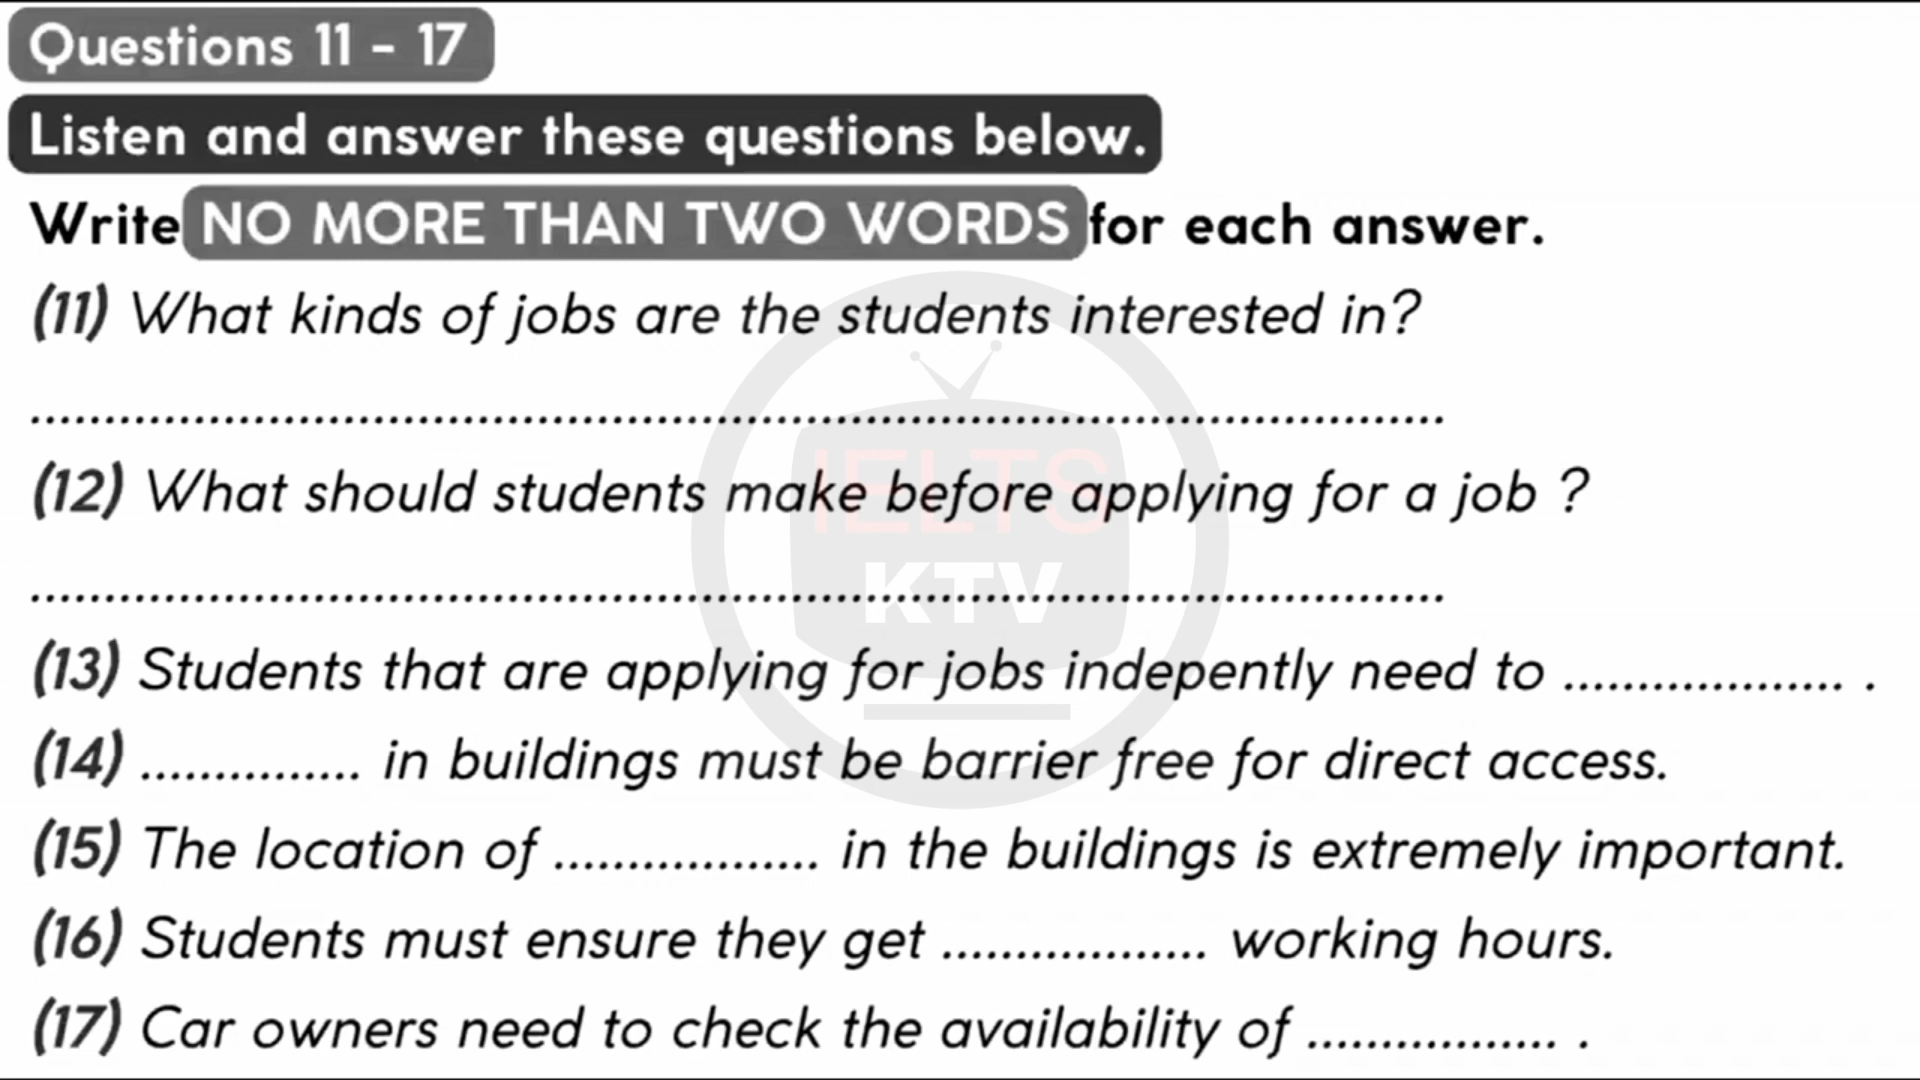 Questions 11 - 17
Listen and answer these questions below.
Write NO MORE THAN TWO WORDS for each answer.
(11) What kinds of jobs are the students interested in?
...............................................................................................
(12) What should students make before applying for a job ?
...............................................................................................
(13) Students that are applying for jobs indepently need to ................... .
(14) ............... in buildings must be barrier free for direct access.
(15) The location of .................. in the buildings is extremely important.
(16) Students must ensure they get .................. working hours.
(17) Car owners need to check the availability of ................. .
IELTS
KTV